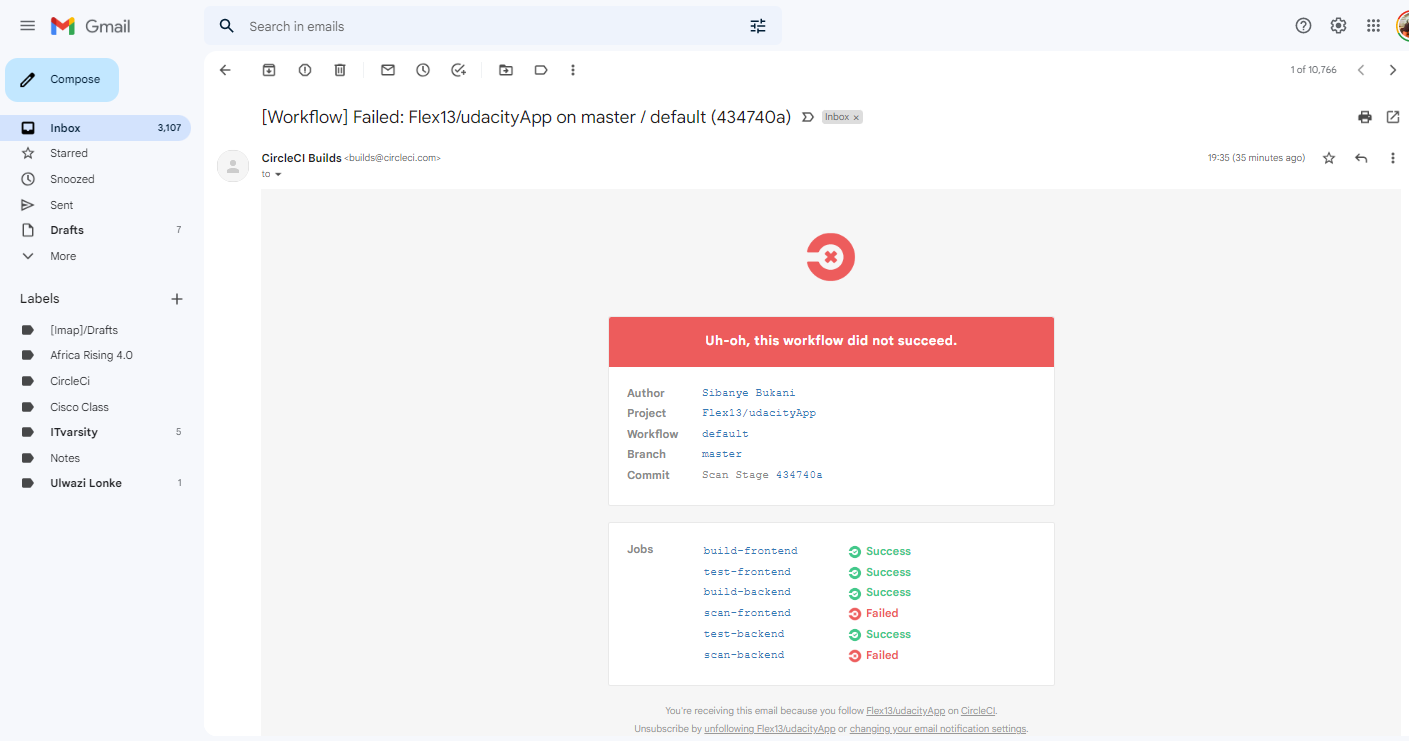 Gmail
Search in emails
Compose
1 of 10,766
Inbox 3,107
Starred
Snoozed
Sent
Drafts 7
More
Labels
[Imap]/Drafts
Africa Rising 4.0
CircleCi
Cisco Class
ITvarsity 5
Notes
Ulwazi Lonke 1
[Workflow] Failed: Flex13/udacityApp on master / default (434740a) Inbox x
CircleCI Builds <builds@circleci.com> 19:35 (35 minutes ago)
to
Uh-oh, this workflow did not succeed.
Author Sibanye Bukani
Project Flex13/udacityApp
Workflow default
Branch master
Commit Scan Stage 434740a
Jobs build-frontend Success
test-frontend Success
build-backend Success
scan-frontend Failed
test-backend Success
scan-backend Failed
You're receiving this email because you follow Flex13/udacityApp on CircleCI.
Unsubscribe by unfollowing Flex13/udacityApp or changing your email notification settings.